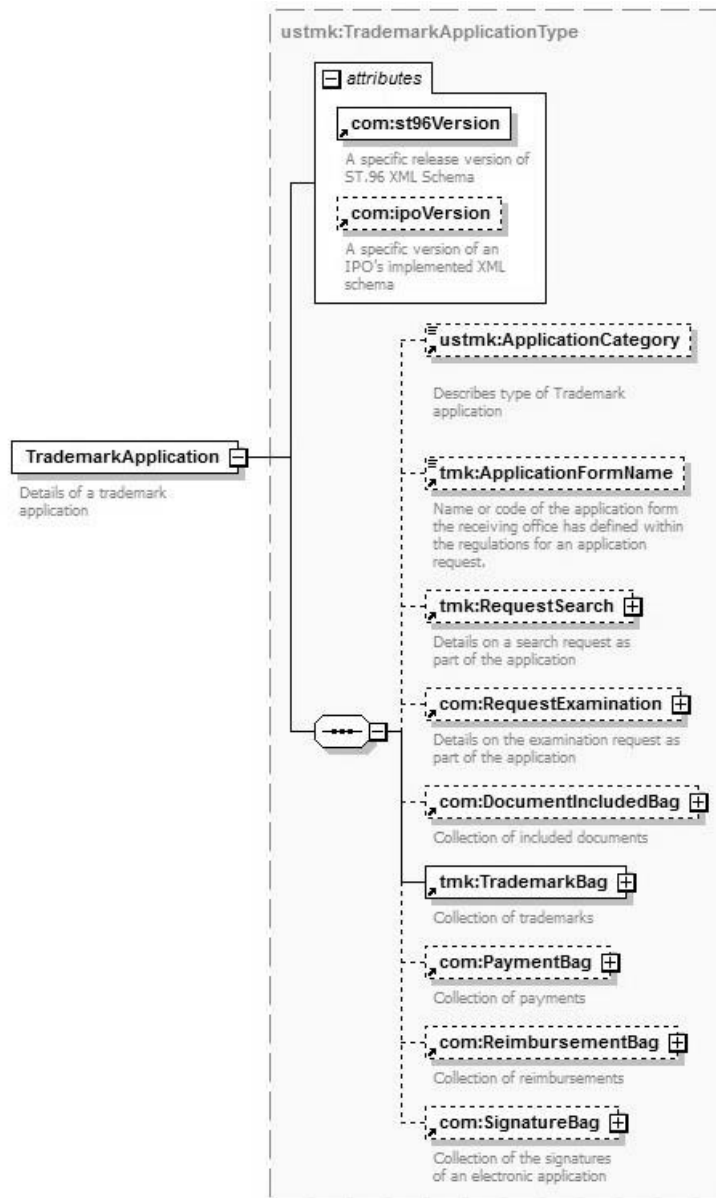 ustmk:TrademarkApplicationType
attributes
com:st96Version
A specific release version of
ST.96 XML Schema
com:ipoVersion
A specific version of an
IPO's implemented XML
schema
ustmk:ApplicationCategory
Describes type of Trademark
application
TrademarkApplication
Details of a trademark
application
tmk:ApplicationFormName
Name or code of the application form
the receiving office has defined within
the regulations for an application
request.
tmk:RequestSearch
Details on a search request as
part of the application
com:RequestExamination
Details on the examination request as
part of the application
com:DocumentIncludedBag
Collection of included documents
tmk:TrademarkBag
Collection of trademarks
com:PaymentBag
Collection of payments
com:ReimbursementBag
Collection of reimbursements
com:SignatureBag
Collection of the signatures
of an electronic application